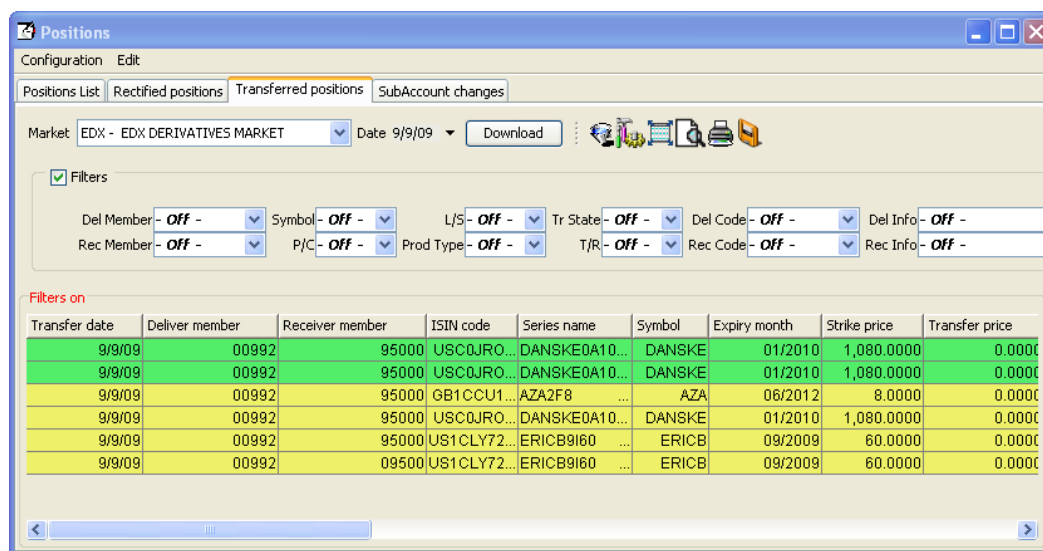 Positions
Configuration Edit
Positions List Rectified positions Transferred positions SubAccount changes
Market EDX - EDX DERIVATIVES MARKET Date 9/9/09 Download
Filters
Del Member - Off - Symbol - Off - L/S - Off - Tr State - Off - Del Code - Off - Del Info - Off -
Rec Member - Off - P/C - Off - Prod Type - Off - T/R - Off - Rec Code - Off - Rec Info - Off -
Filters on
Transfer date Deliver member Receiver member ISIN code Series name Symbol Expiry month Strike price Transfer price
9/9/09 00992 95000 USC0JRO... DANSKE0A10... DANSKE 01/2010 1,080.0000 0.0000
9/9/09 00992 95000 USC0JRO... DANSKE0A10... DANSKE 01/2010 1,080.0000 0.0000
9/9/09 00992 95000 GB1CCU1... AZA2F8 ... AZA 06/2012 8.0000 0.0000
9/9/09 00992 95000 USC0JRO... DANSKE0A10... DANSKE 01/2010 1,080.0000 0.0000
9/9/09 00992 95000 US1CLY72... ERICB9I60 ... ERICB 09/2009 60.0000 0.0000
9/9/09 00992 09500 US1CLY72... ERICB9I60 ... ERICB 09/2009 60.0000 0.0000